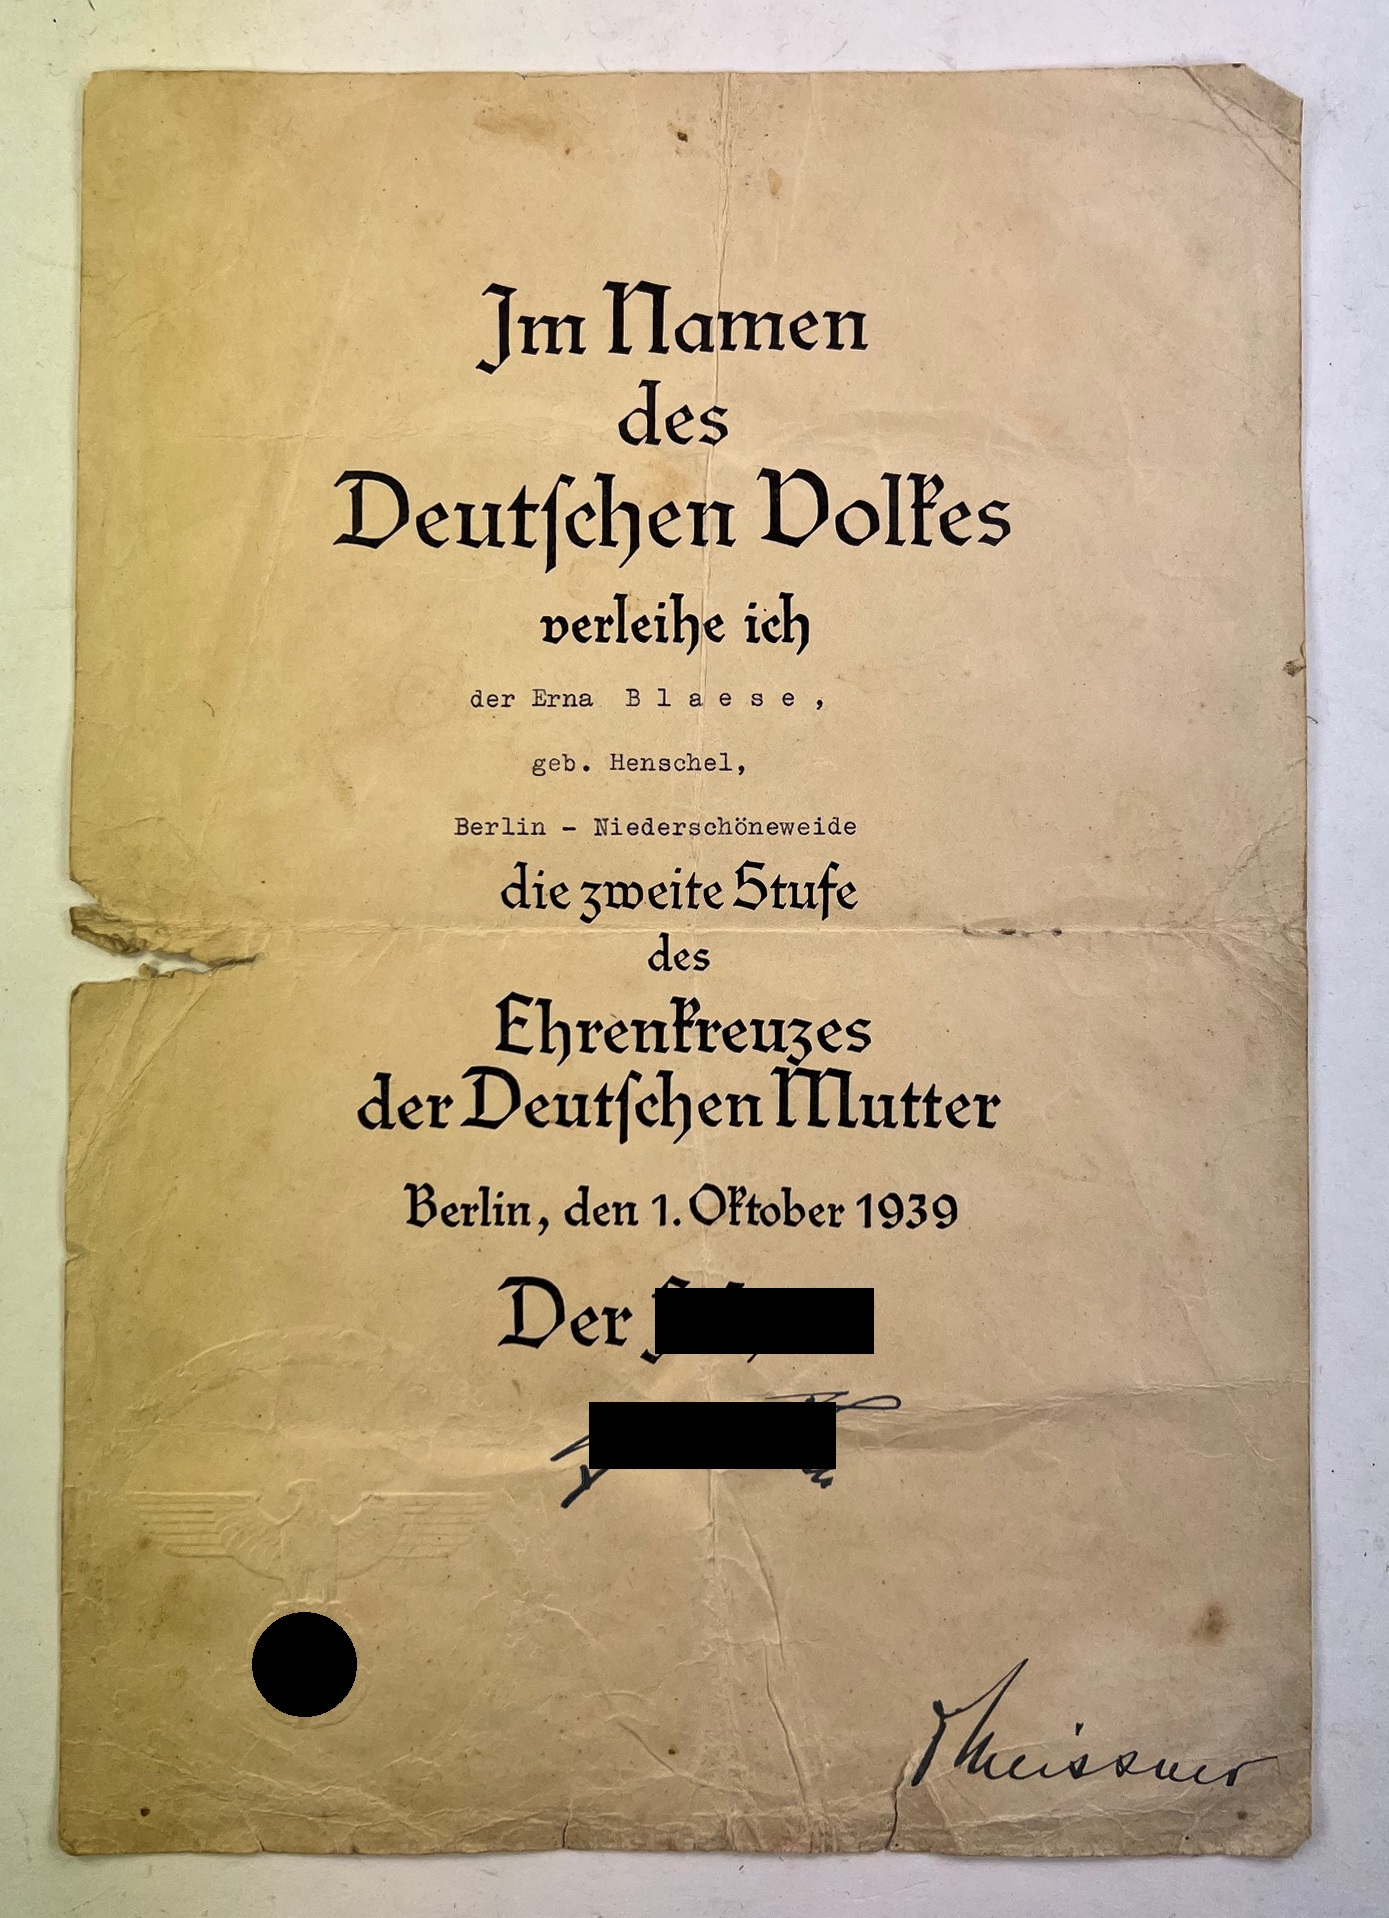 Im Namen
des
Deutſchen Volkes
verleihe ich
der Erna B l a e s e ,
geb. Henschel,
Berlin - Niederschöneweide
die zweite Stufe
des
Ehrenkreuzes
der Deutſchen Mutter
Berlin, den 1. Oktober 1939
Der
Meissner